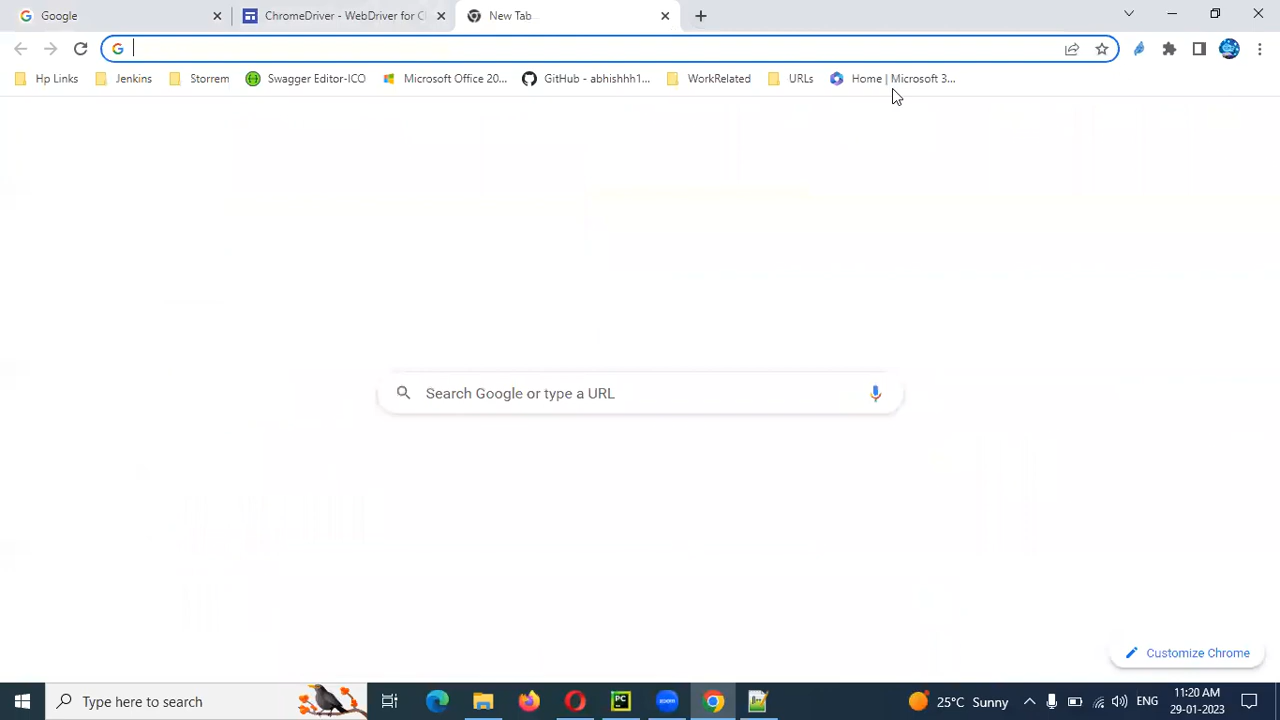 Google
ChromeDriver - WebDriver for C
New Tab
Hp Links
Jenkins
Storrem
Swagger Editor-ICO
Microsoft Office 20...
GitHub - abhishhh1...
WorkRelated
URLs
Home | Microsoft 3...
Search Google or type a URL
Customize Chrome
Type here to search
25°C Sunny
ENG
11:20 AM
29-01-2023